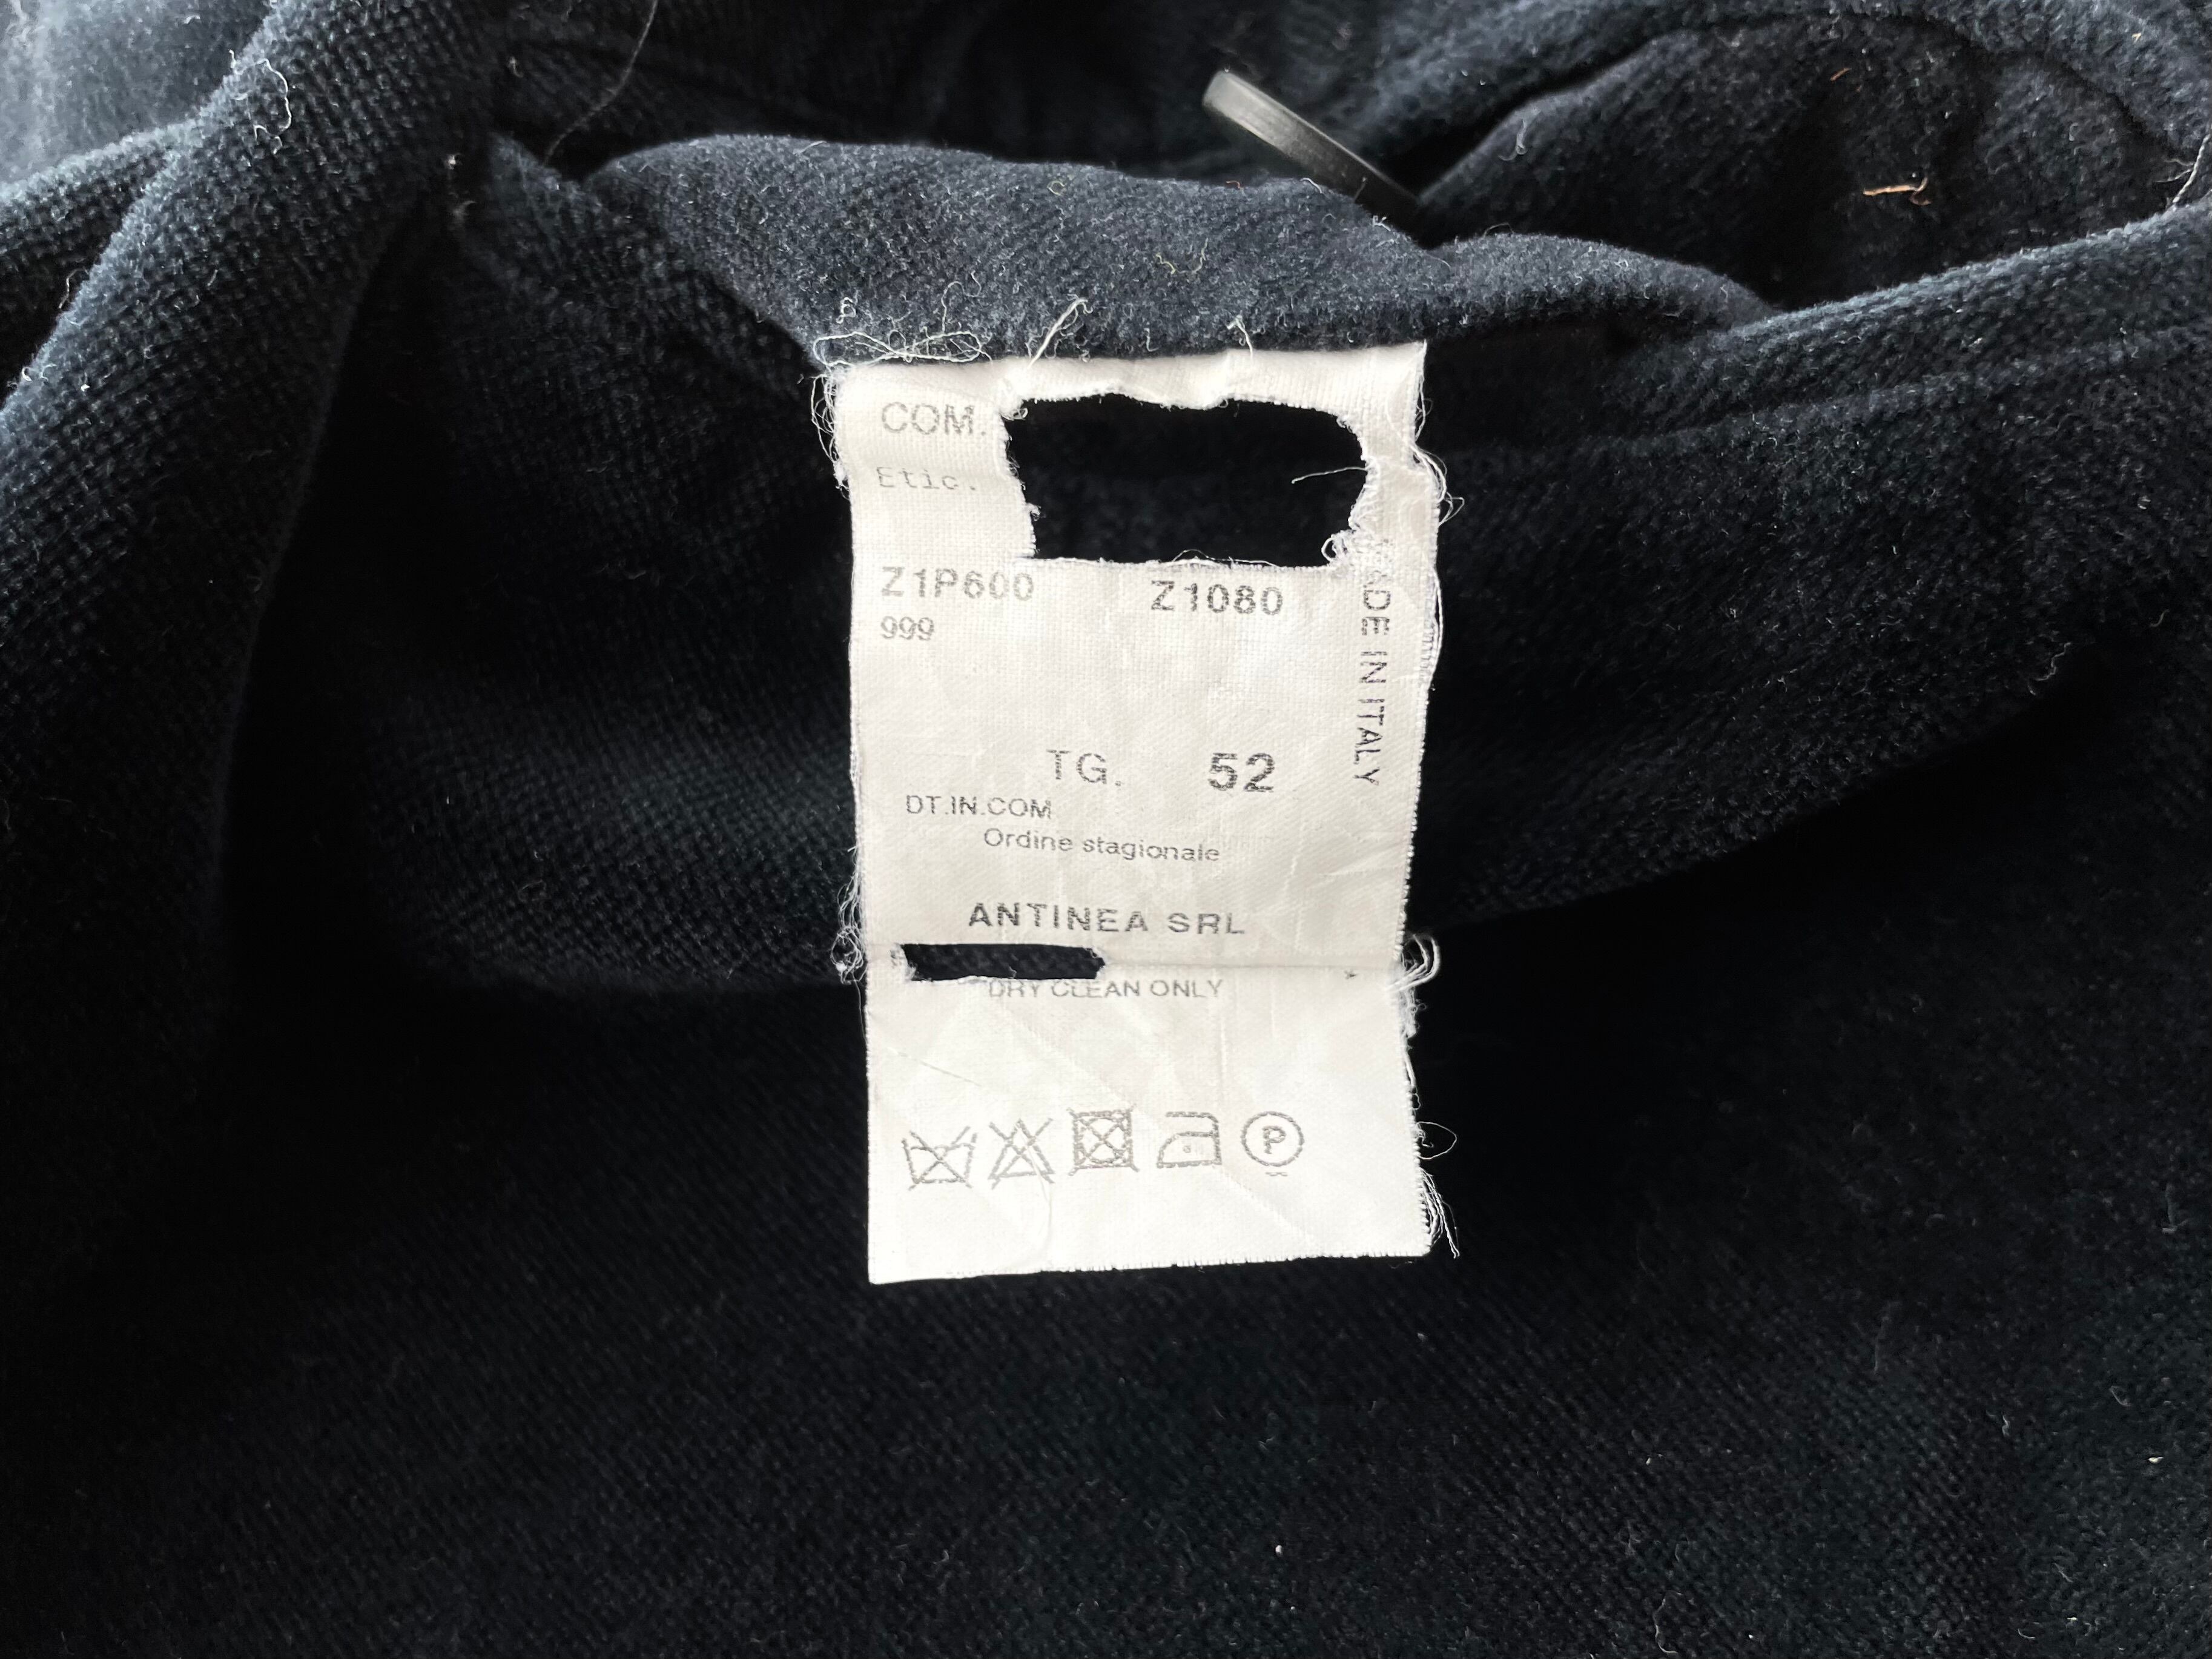 COM.
Etic.
Z1P600 Z1080
999
MADE IN ITALY
TG. 52
DT.IN.COM
Ordine stagionale
ANTINEA SRL
DRY CLEAN ONLY
P